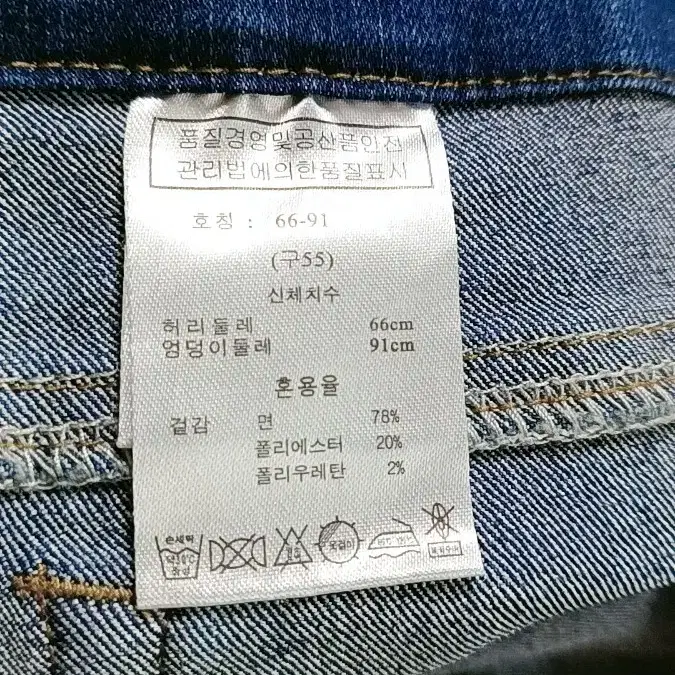 품질경영및공산품안전
관리법에의한품질표시
호칭 : 66-91
(구55)
신체치수
허리둘레 66cm
엉덩이둘레 91cm
혼용율
겉감 면 78%
폴리에스터 20%
폴리우레탄 2%
손세탁
옷걸이